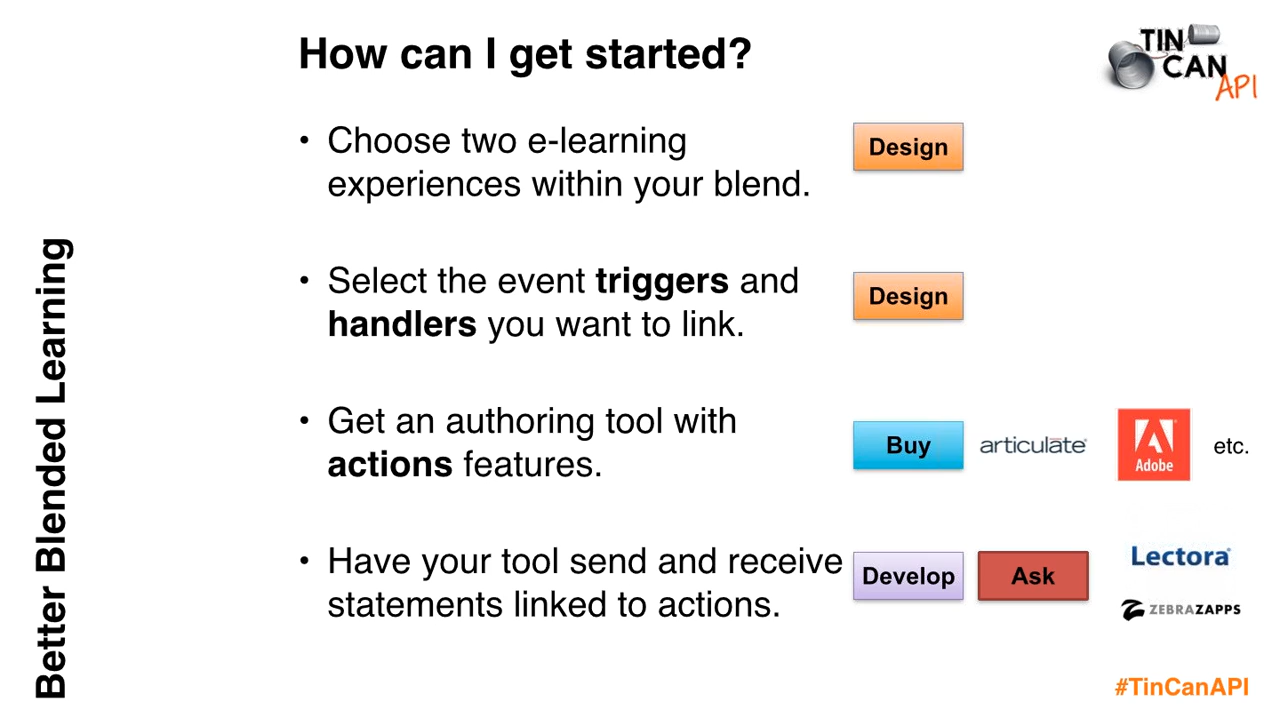 How can I get started?
TIN
CAN
API
• Choose two e-learning
experiences within your blend.
Design
• Select the event triggers and
handlers you want to link.
Design
• Get an authoring tool with
actions features.
Buy
articulate®
Adobe
etc.
• Have your tool send and receive
statements linked to actions.
Develop
Ask
Lectora®
ZEBRAZAPPS
Better Blended Learning
#TinCanAPI